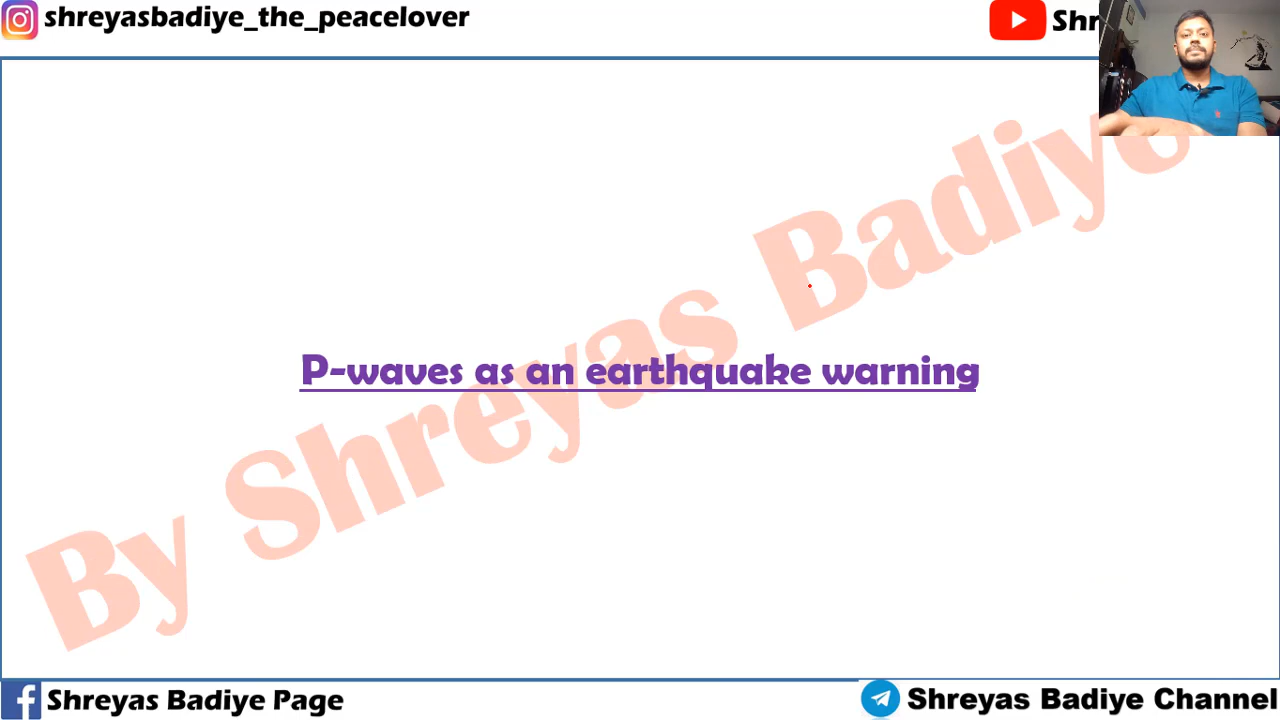 shreyasbadiye_the_peacelover
Shr
P-waves as an earthquake warning
By Shreyas Badiye
Shreyas Badiye Page
Shreyas Badiye Channel